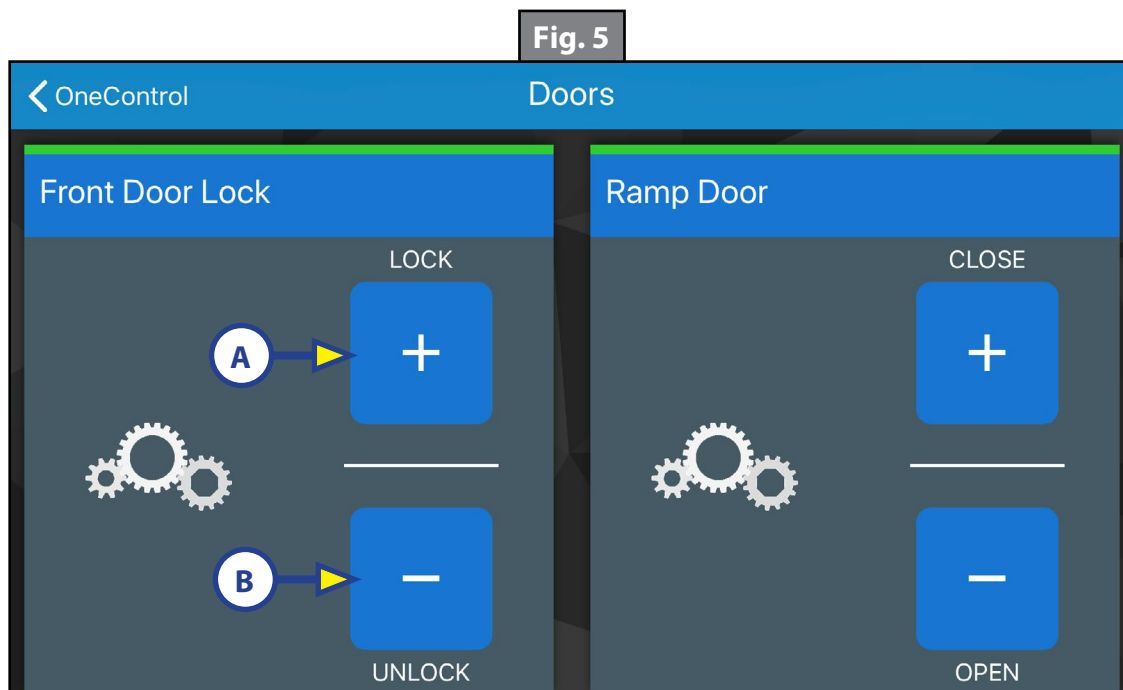 Fig. 5
OneControl
Doors
Front Door Lock
LOCK
+
A
B
−
UNLOCK
Ramp Door
CLOSE
+
−
OPEN